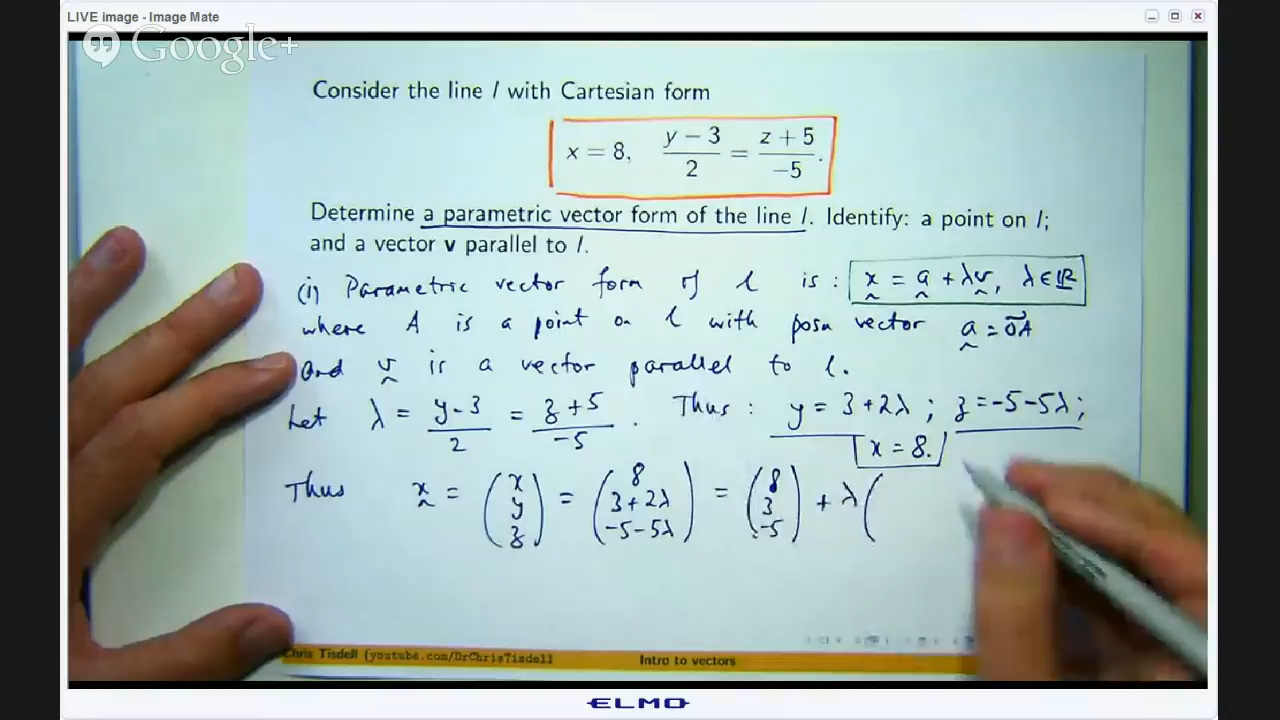 LIVE image - Image Mate
Google+
Consider the line l with Cartesian form
x = 8, (y − 3)/2 = (z + 5)/−5.
Determine a parametric vector form of the line l. Identify: a point on l;
and a vector v parallel to l.
(i) Parametric vector form of l is : x = a + λv, λ ∈ ℝ
where A is a point on l with posn vector a = OA
and v is a vector parallel to l.
Let λ = (y - 3)/2 = (z + 5)/-5 . Thus : y = 3 + 2λ ; z = -5 - 5λ ;
x = 8.
Thus x = (x y z) = (8 3 + 2λ -5 - 5λ) = (8 3 -5) + λ (
Chris Tisdell (youtube.com/DrChrisTisdell Intro to vectors
ELMO